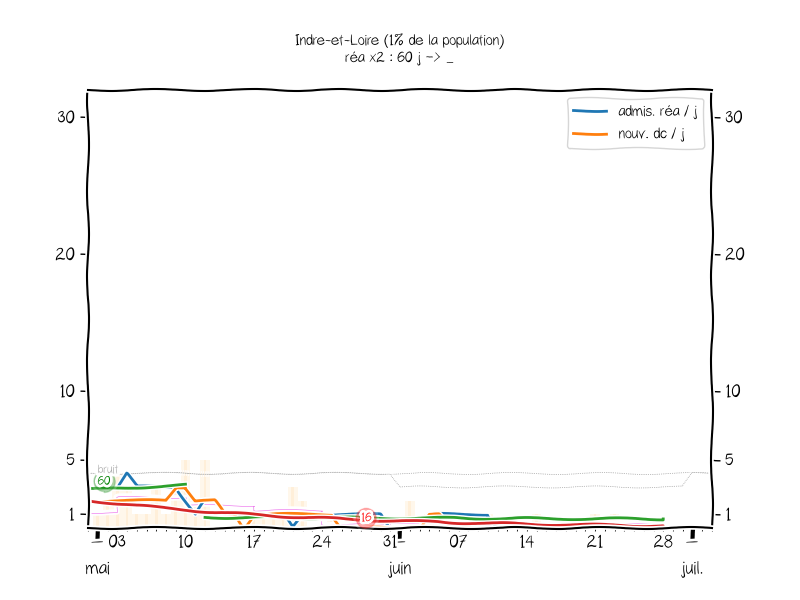 Indre-et-Loire (1% de la population)
réa x2 : 60 j -> _
admis. réa / j
nouv. dc / j
30
30
20
20
10
10
5
5
bruit
60
16
1
1
03 10 17 24 31 07 14 21 28
mai juin juil.